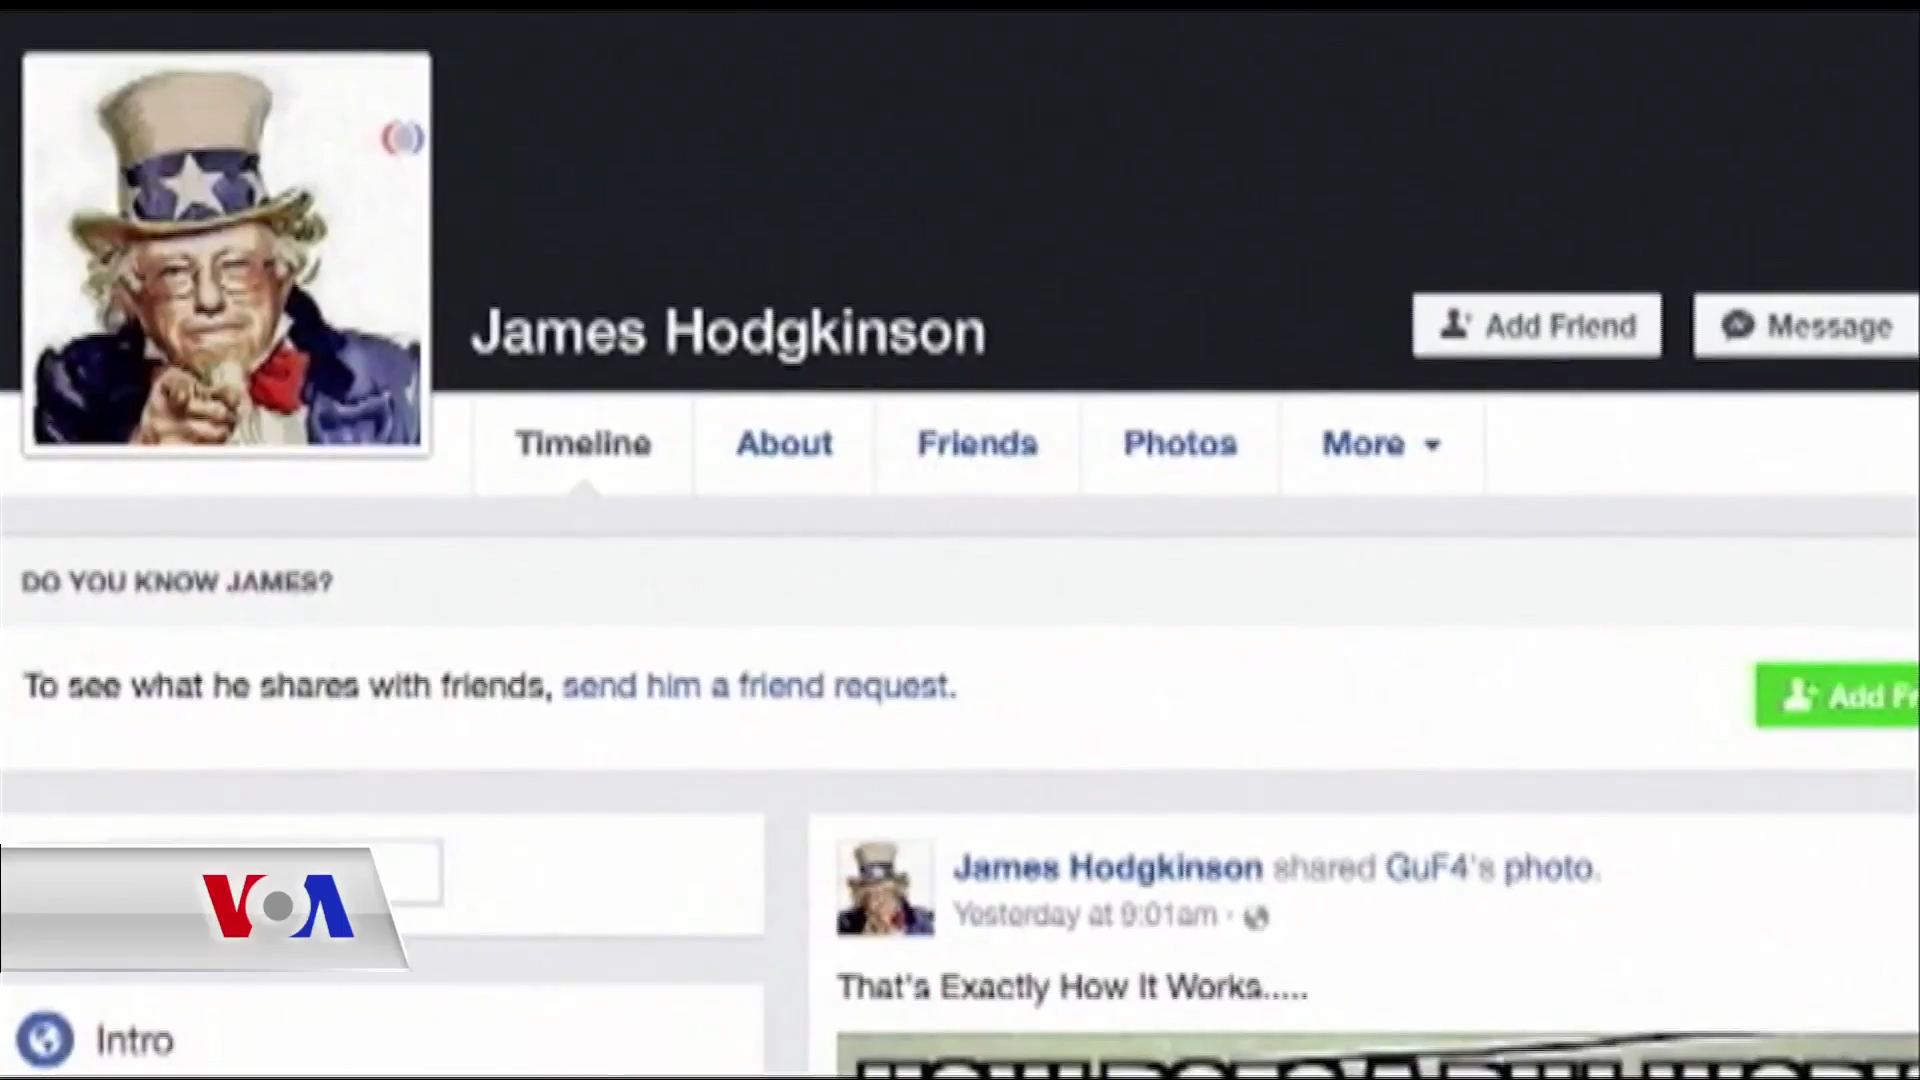 James Hodgkinson
Add Friend
Message
Timeline
About
Friends
Photos
More
DO YOU KNOW JAMES?
To see what he shares with friends, send him a friend request.
Add Fr
James Hodgkinson shared GuF4's photo.
Yesterday at 9:01am ·
That's Exactly How It Works.....
VOA
Intro